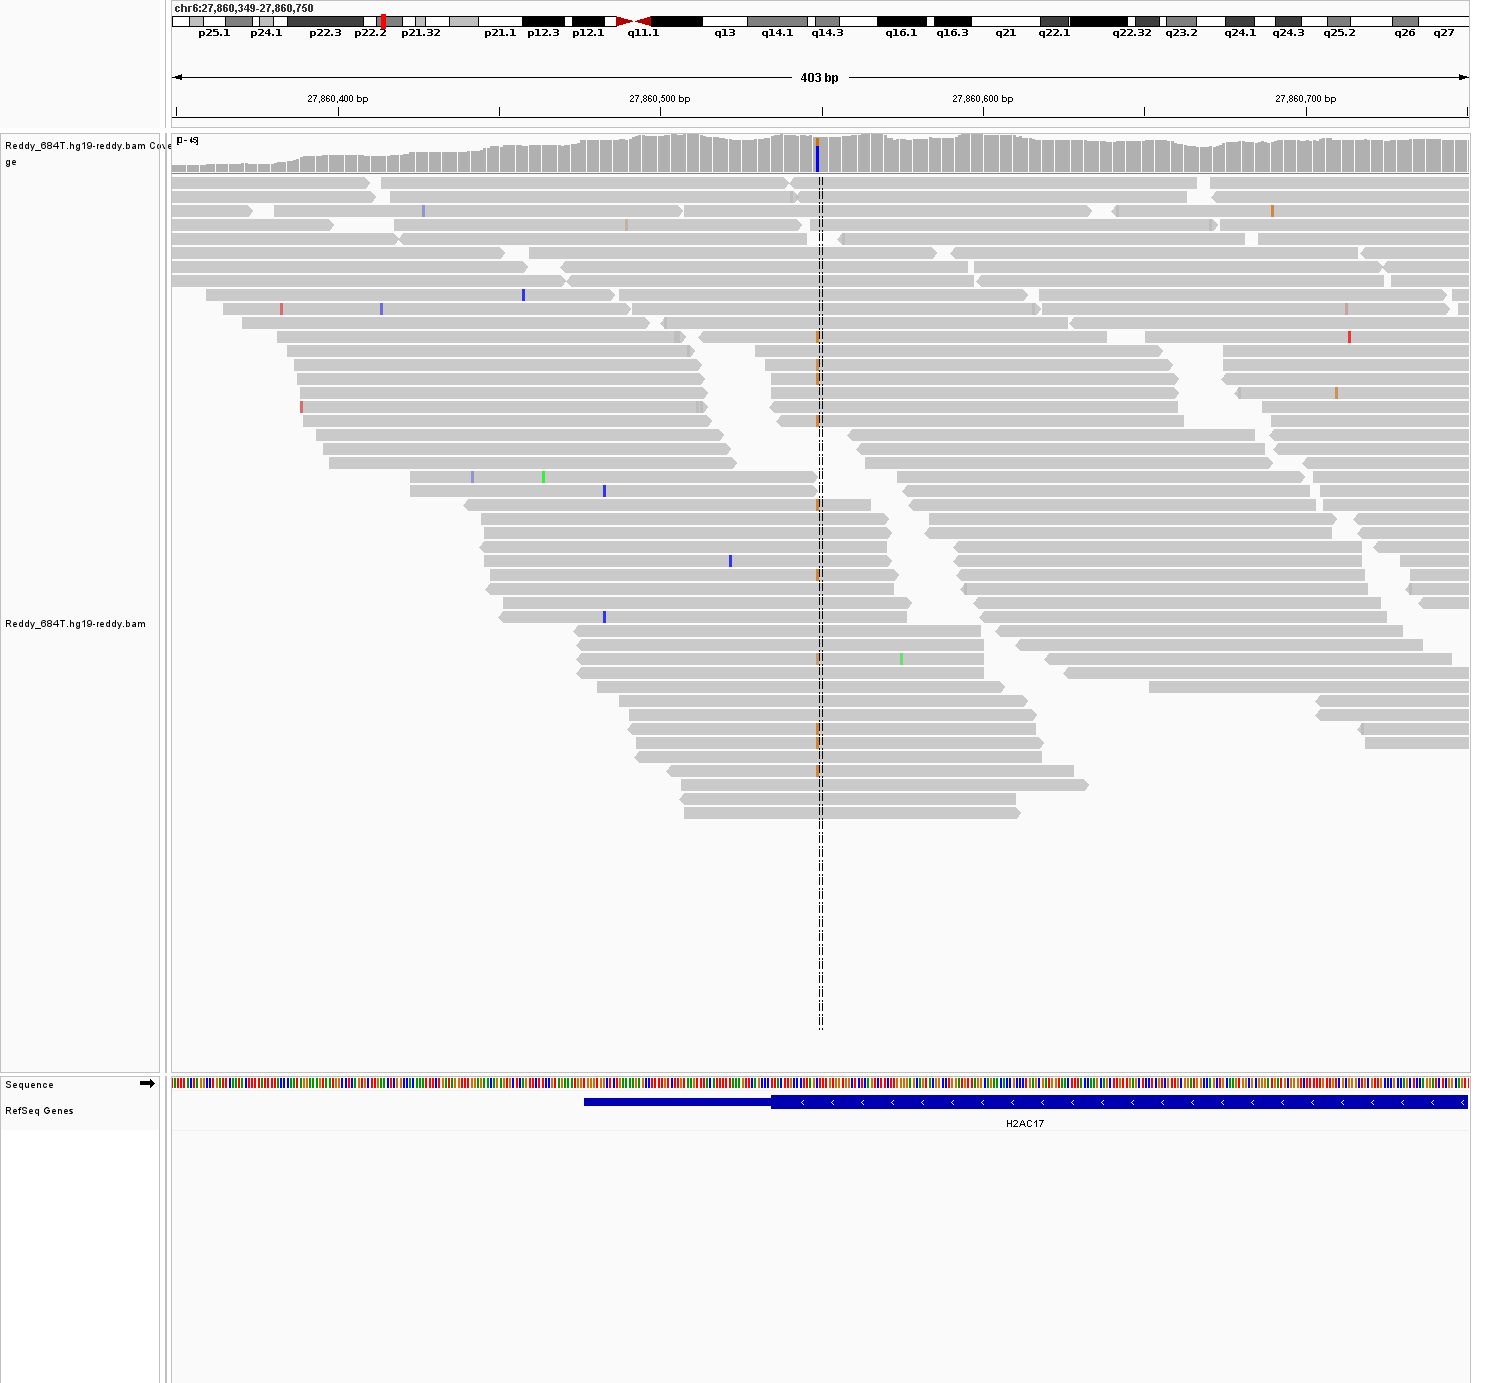 chr6:27,860,349-27,860,750
p25.1 p24.1 p22.3 p22.2 p21.32 p21.1 p12.3 p12.1 q11.1 q13 q14.1 q14.3 q16.1 q16.3 q21 q22.1 q22.32 q23.2 q24.1 q24.3 q25.2 q26 q27
403 bp
27,860,400 bp 27,860,500 bp 27,860,600 bp 27,860,700 bp
Reddy_684T.hg19-reddy.bam Cove
ge
Reddy_684T.hg19-reddy.bam
Sequence
RefSeq Genes
H2AC17